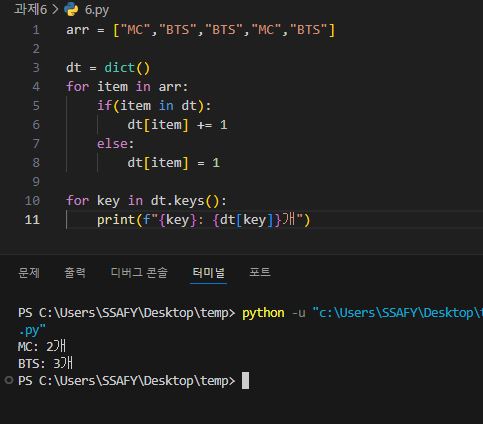 과제6 > 6.py
1 arr = ["MC","BTS","BTS","MC","BTS"]
2
3 dt = dict()
4 for item in arr:
5     if(item in dt):
6         dt[item] += 1
7     else:
8         dt[item] = 1
9
10 for key in dt.keys():
11     print(f"{key}: {dt[key]}개")
문제 출력 디버그 콘솔 터미널 포트
PS C:\Users\SSAFY\Desktop\temp> python -u "c:\Users\SSAFY\Desktop\t
.py"
MC: 2개
BTS: 3개
PS C:\Users\SSAFY\Desktop\temp>